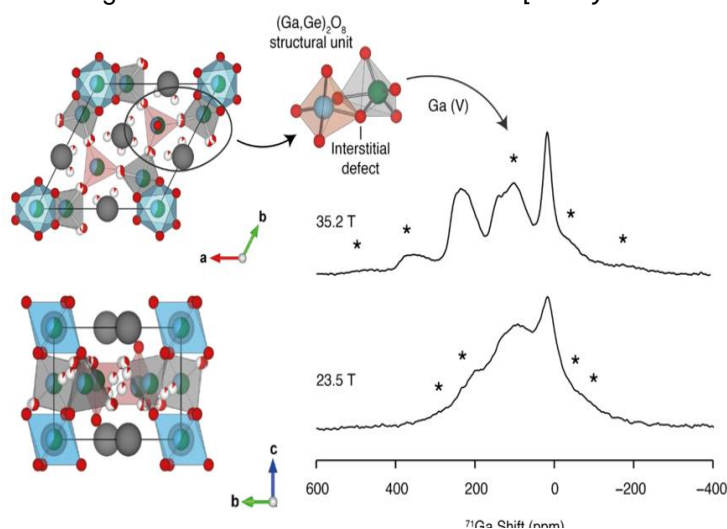 (Ga,Ge)₂O₈
structural unit
Ga (V)
Interstitial
defect
b
a
c
b
35.2 T
*
*
*
*
*
23.5 T
*
*
*
*
600
400
200
0
−200
−400
⁷¹Ga Shift (ppm)